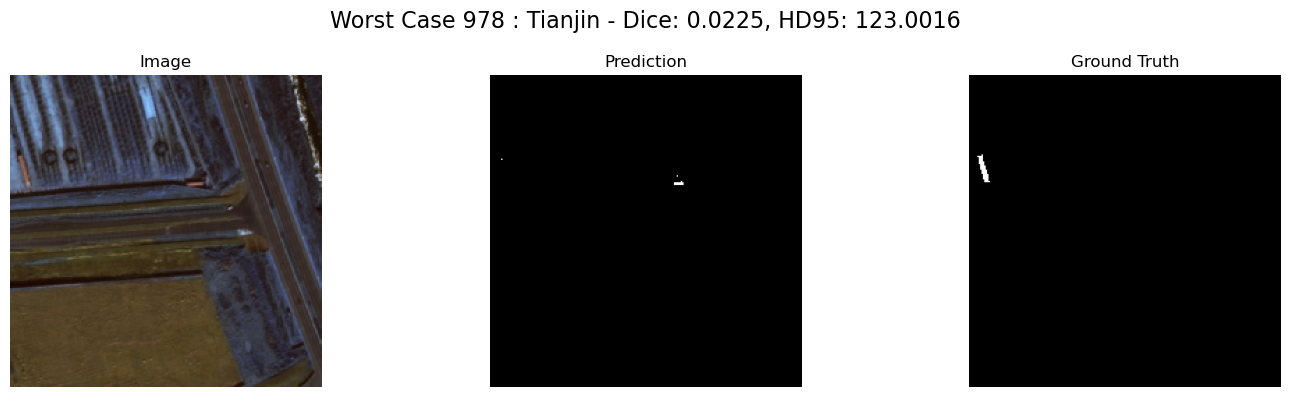 Worst Case 978 : Tianjin - Dice: 0.0225, HD95: 123.0016
Image
Prediction
Ground Truth